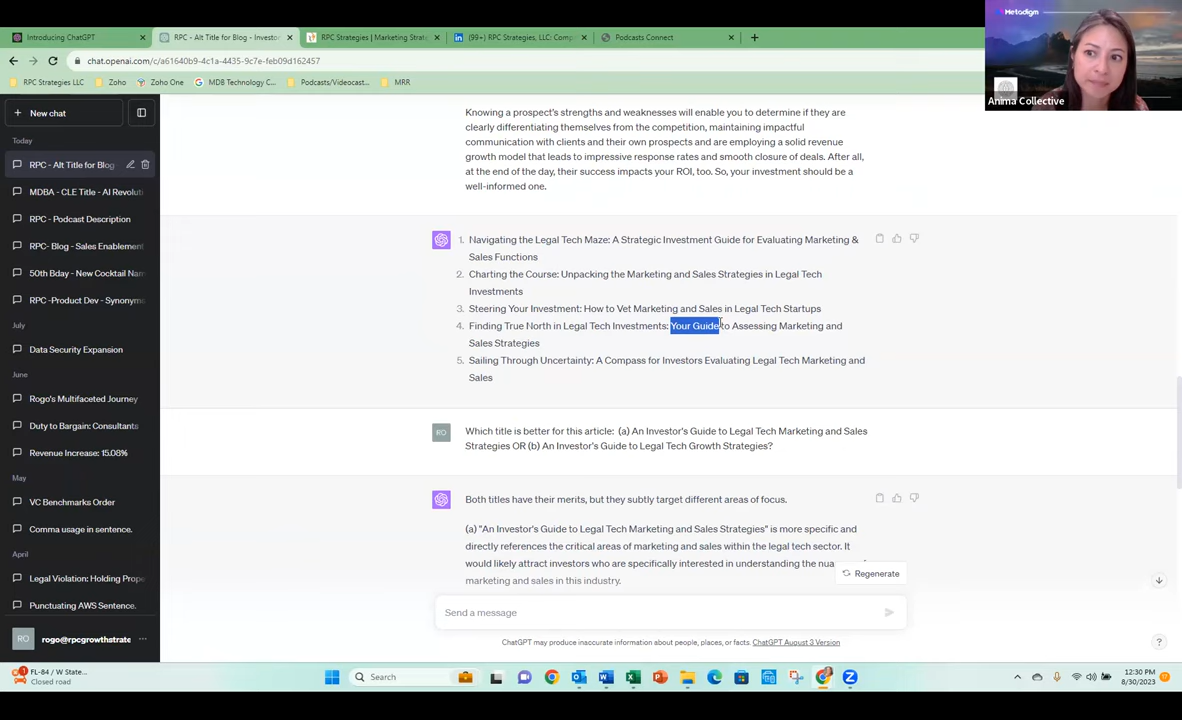 Metadigm
Anima Collective
Introducing ChatGPT
RPC - Alt Title for Blog - Investor
RPC Strategies | Marketing Strate
(99+) RPC Strategies, LLC: Comp
Podcasts Connect
chat.openai.com/c/a61640b9-4c1a-4435-9c7e-feb09d162457
RPC Strategies LLC
Zoho
Zoho One
MDB Technology C...
Podcasts/Videocast...
MRR
New chat
Today
RPC - Alt Title for Blog
MDBA - CLE Title - AI Revolut
RPC - Podcast Description
RPC- Blog - Sales Enablement
50th Bday - New Cocktail Nam
RPC -Product Dev - Synonyms
July
Data Security Expansion
June
Rogo's Multifaceted Journey
Duty to Bargain: Consultants
Revenue Increase: 15.08%
May
VC Benchmarks Order
Comma usage in sentence.
April
Legal Violation: Holding Prope
Punctuating AWS Sentence.
RO
rogo@rpcgrowthstrate
Knowing a prospect's strengths and weaknesses will enable you to determine if they are
clearly differentiating themselves from the competition, maintaining impactful
communication with clients and their own prospects and are employing a solid revenue
growth model that leads to impressive response rates and smooth closure of deals. After all,
at the end of the day, their success impacts your ROI, too. So, your investment should be a
well-informed one.
1. Navigating the Legal Tech Maze: A Strategic Investment Guide for Evaluating Marketing &
Sales Functions
2. Charting the Course: Unpacking the Marketing and Sales Strategies in Legal Tech
Investments
3. Steering Your Investment: How to Vet Marketing and Sales in Legal Tech Startups
4. Finding True North in Legal Tech Investments: Your Guide to Assessing Marketing and
Sales Strategies
5. Sailing Through Uncertainty: A Compass for Investors Evaluating Legal Tech Marketing and
Sales
RO
Which title is better for this article: (a) An Investor's Guide to Legal Tech Marketing and Sales
Strategies OR (b) An Investor's Guide to Legal Tech Growth Strategies?
Both titles have their merits, but they subtly target different areas of focus.
(a) "An Investor's Guide to Legal Tech Marketing and Sales Strategies" is more specific and
directly references the critical areas of marketing and sales within the legal tech sector. It
would likely attract investors who are specifically interested in understanding the nua
marketing and sales in this industry.
Regenerate
Send a message
ChatGPT may produce inaccurate information about people, places, or facts. ChatGPT August 3 Version
FL-84 / W State...
Closed road
Search
12:30 PM
8/30/2023